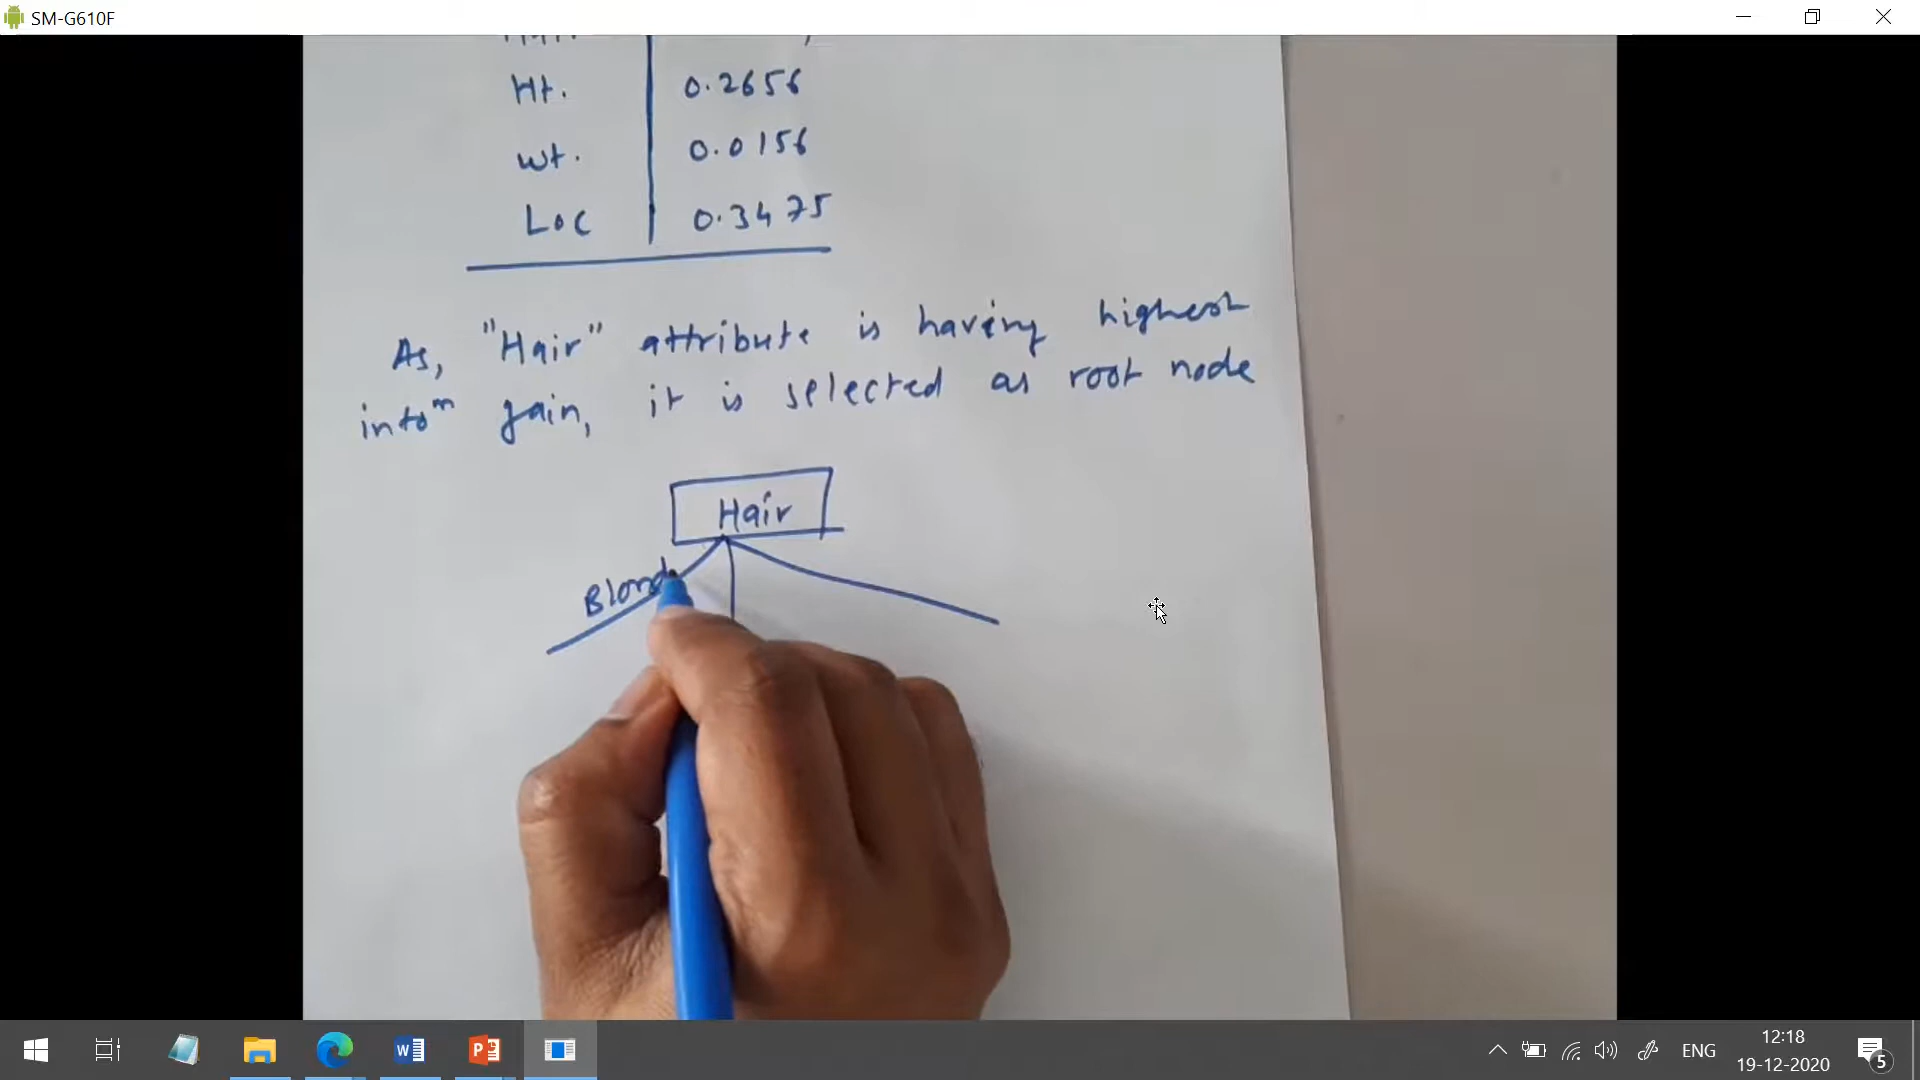 SM-G610F
Ht. 0.2656
Wt. 0.0156
Loc 0.3475
As, "Hair" attribute is having highest
infoⁿ gain, it is selected as root node
Hair
Blond
ENG
12:18
19-12-2020
5